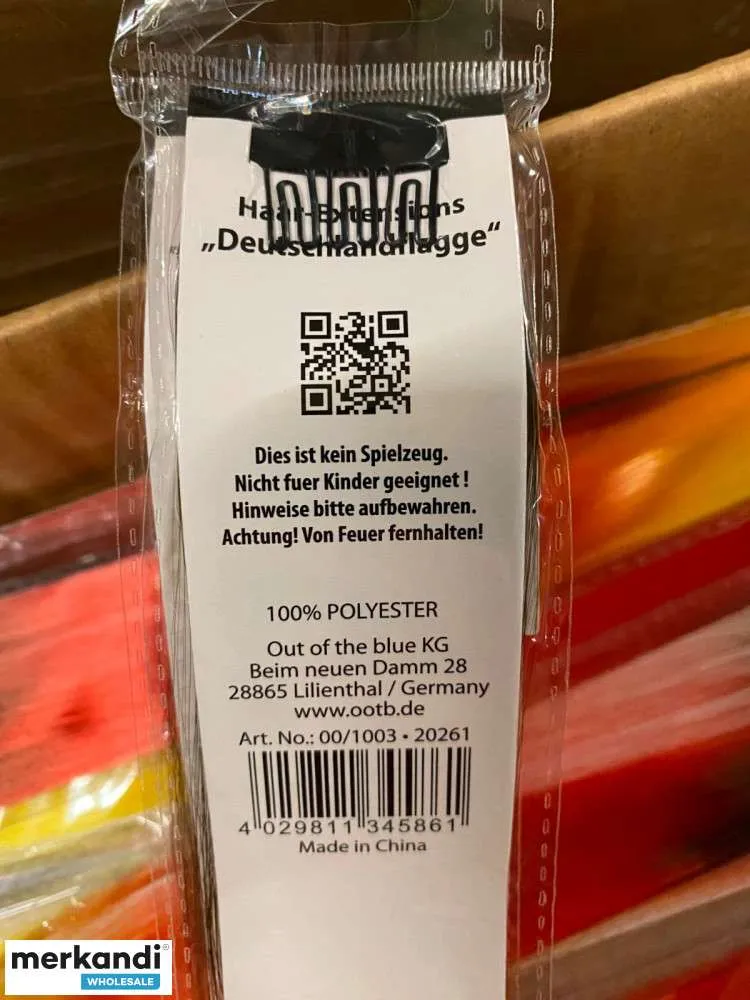 Haar-Extensions
„Deutschlandflagge“
Dies ist kein Spielzeug.
Nicht fuer Kinder geeignet !
Hinweise bitte aufbewahren.
Achtung! Von Feuer fernhalten!
100% POLYESTER
Out of the blue KG
Beim neuen Damm 28
28865 Lilienthal / Germany
www.ootb.de
Art. No.: 00/1003 • 20261
4 029811 345861
Made in China
merkandi®
WHOLESALE